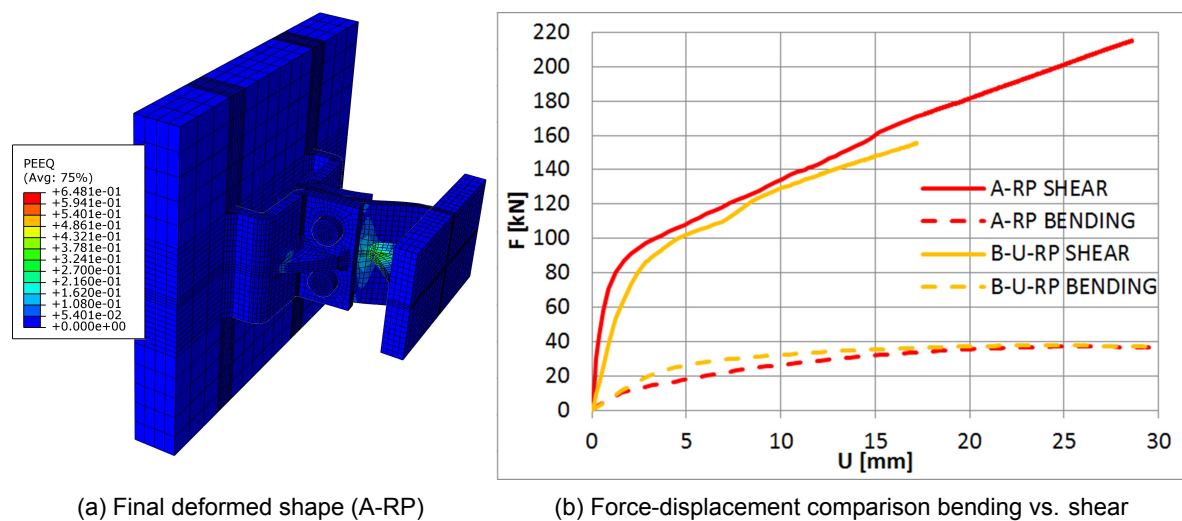 PEEQ
(Avg: 75%)
+6.481e-01
+5.941e-01
+5.401e-01
+4.861e-01
+4.321e-01
+3.781e-01
+3.241e-01
+2.700e-01
+2.160e-01
+1.620e-01
+1.080e-01
+5.401e-02
+0.000e+00
220
200
180
160
140
120
100
80
60
40
20
0
F [kN]
A-RP SHEAR
A-RP BENDING
B-U-RP SHEAR
B-U-RP BENDING
0 5 10 15 20 25 30
U [mm]
(a) Final deformed shape (A-RP)
(b) Force-displacement comparison bending vs. shear